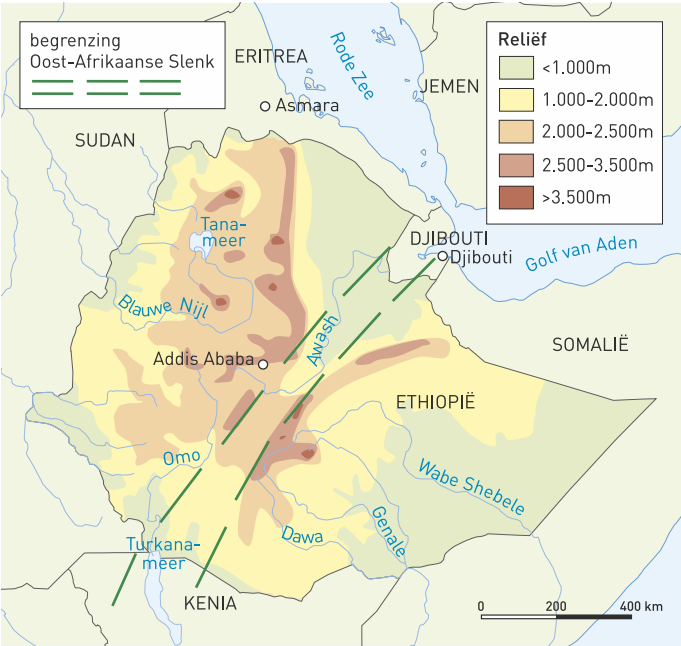 begrenzing
Oost-Afrikaanse Slenk
ERITREA
Rode Zee
JEMEN
Asmara
SUDAN
Reliëf
<1.000m
1.000-2.000m
2.000-2.500m
2.500-3.500m
>3.500m
Tana-
meer
DJIBOUTI
Djibouti
Golf van Aden
Blauwe Nijl
Awash
Addis Ababa
SOMALIË
ETHIOPIË
Omo
Wabe Shebele
Genale
Dawa
Turkana-
meer
KENIA
0 200 400 km